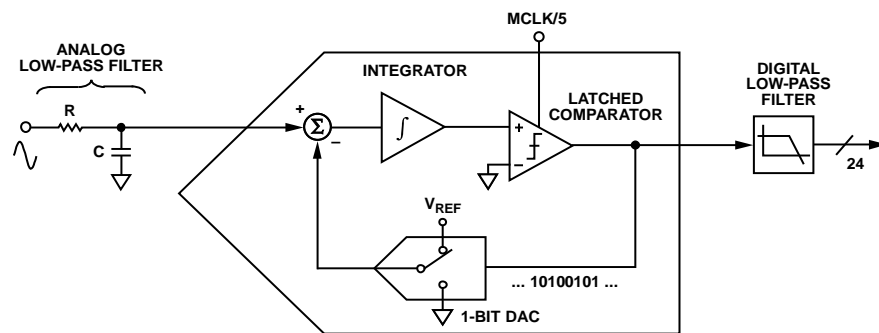 MCLK/5
ANALOG
LOW-PASS FILTER
INTEGRATOR
DIGITAL
LOW-PASS
FILTER
LATCHED
COMPARATOR
R
+
Σ
–
∫
+
–
C
24
VREF
... 10100101 ...
1-BIT DAC